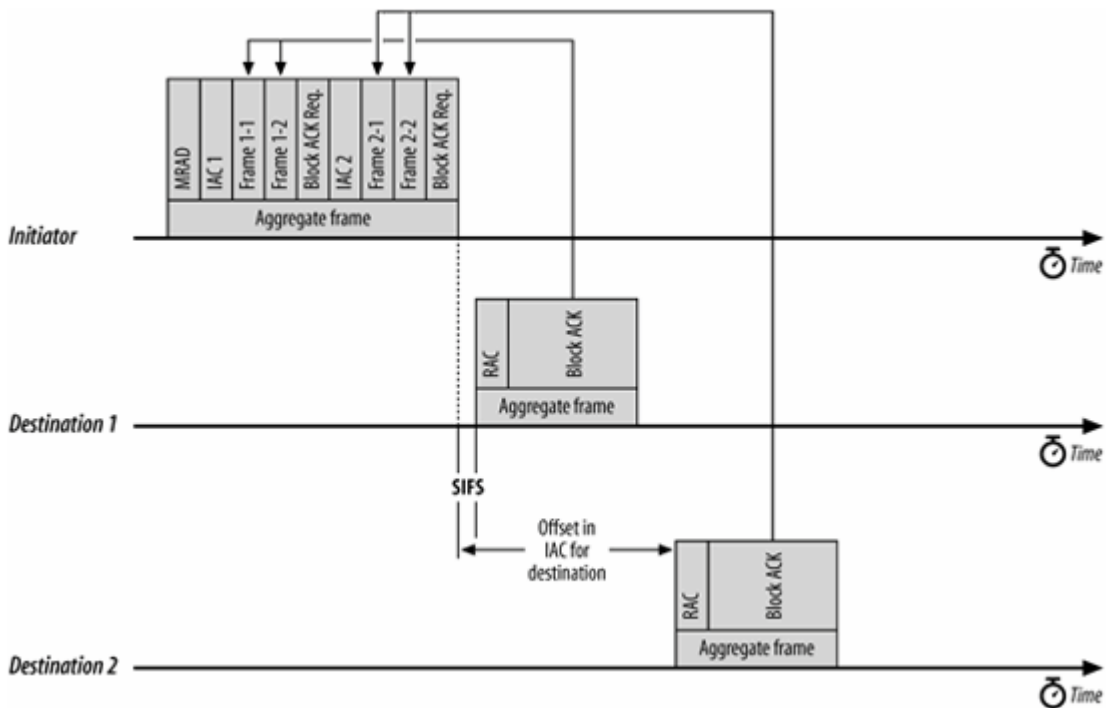 MRAD
IAC 1
Frame 1-1
Frame 1-2
Block ACK Req.
IAC 2
Frame 2-1
Frame 2-2
Block ACK Req.
Aggregate frame
Initiator
Time
RAC
Block ACK
Aggregate frame
Destination 1
Time
SIFS
Offset in
IAC for
destination
RAC
Block ACK
Aggregate frame
Destination 2
Time